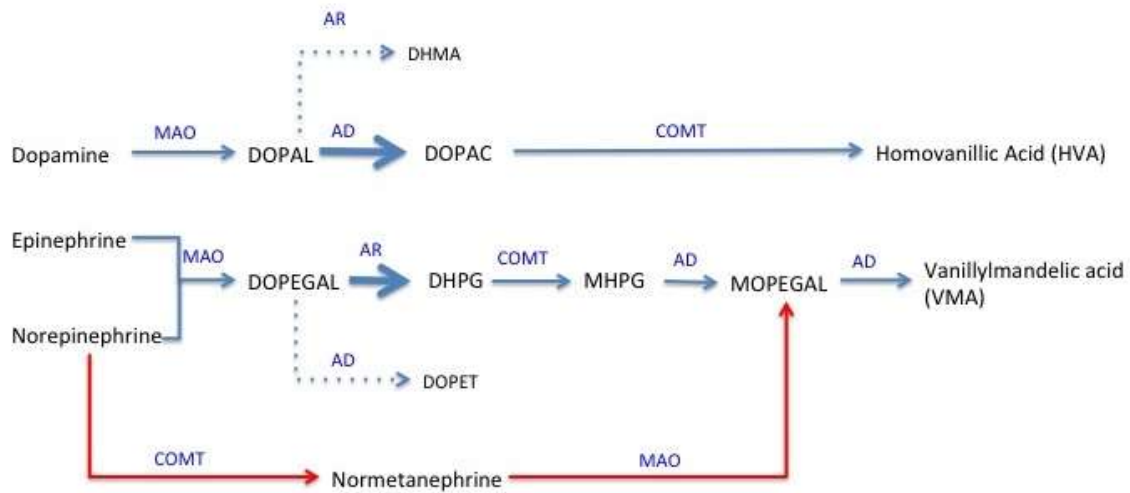 AR
DHMA
MAO
AD
COMT
Dopamine
DOPAL
DOPAC
Homovanillic Acid (HVA)
Epinephrine
MAO
AR
COMT
AD
AD
DOPEGAL
DHPG
MHPG
MOPEGAL
Vanillylmandelic acid
(VMA)
Norepinephrine
AD
DOPET
COMT
MAO
Normetanephrine